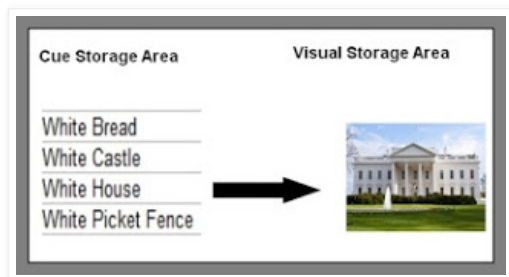 Cue Storage Area
Visual Storage Area
White Bread
White Castle
White House
White Picket Fence